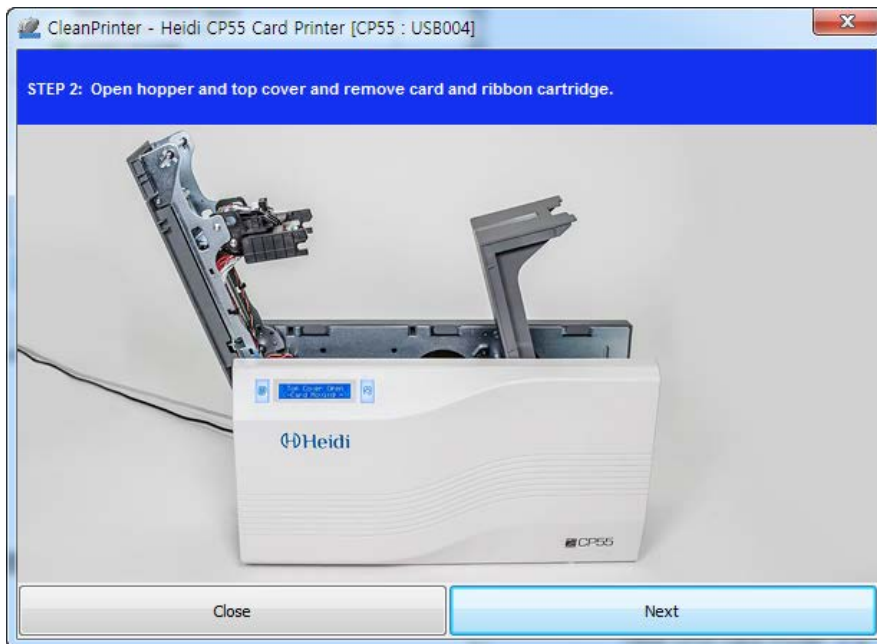 CleanPrinter - Heidi CP55 Card Printer [CP55 : USB004]
STEP 2: Open hopper and top cover and remove card and ribbon cartridge.
Top Cover Open
Heidi
CP55
Close
Next